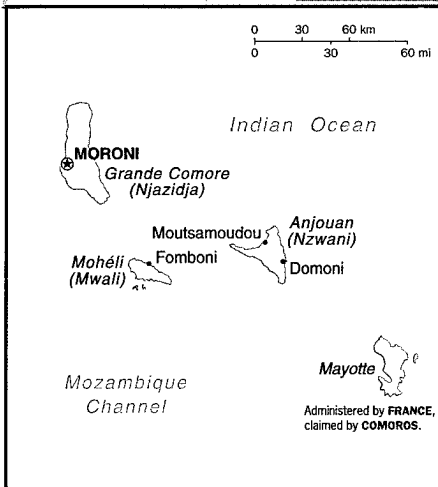 0 30 60 km
0 30 60 mi
Indian Ocean
MORONI
Grande Comore
(Njazidja)
Anjouan
(Nzwani)
Moutsamoudou
Mohéli
(Mwali)
Fomboni
Domoni
Mayotte
Mozambique
Channel
Administered by FRANCE,
claimed by COMOROS.